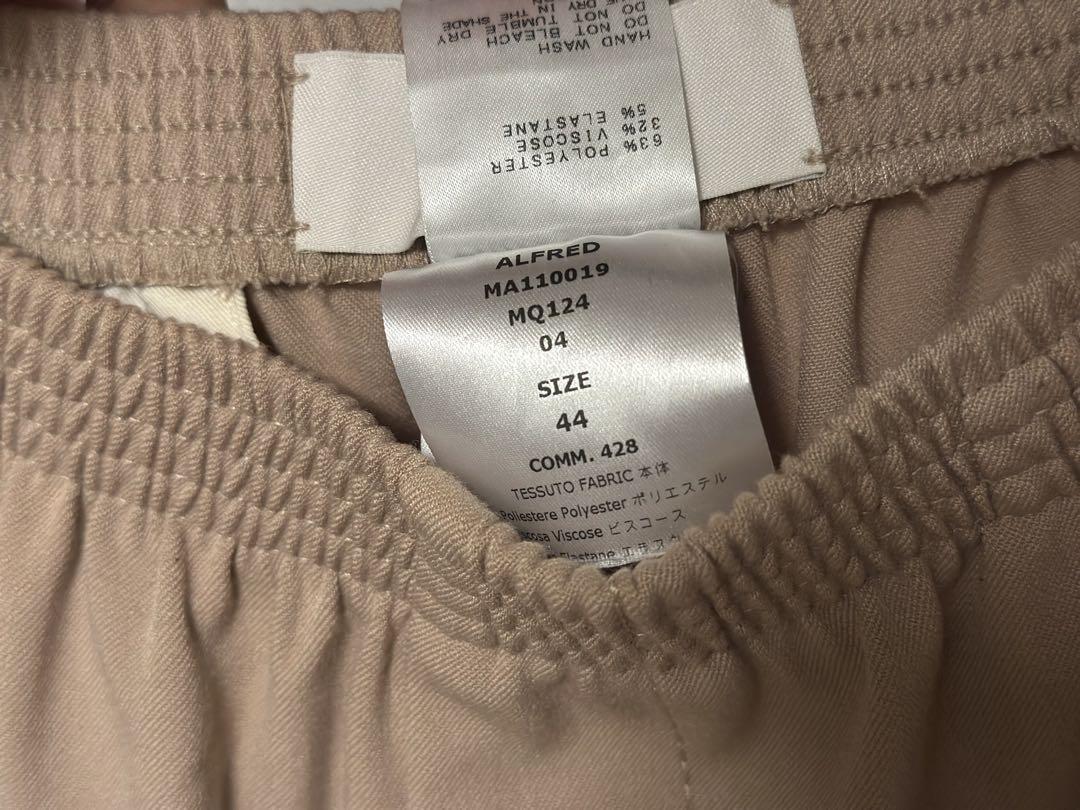 63% POLYESTER
32% VISCOSE
5% ELASTANE
HAND WASH
DO NOT BLEACH
DO NOT TUMBLE DRY
DRY IN THE SHADE
ALFRED
MA110019
MQ124
04
SIZE
44
COMM. 428
TESSUTO FABRIC 本体
Poliestere Polyester ポリエステル
Viscose ビスコース
Elastane